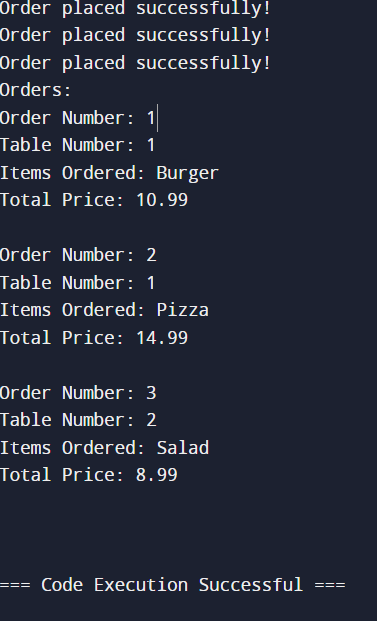 Order placed successfully!
Order placed successfully!
Order placed successfully!
Orders:
Order Number: 1
Table Number: 1
Items Ordered: Burger
Total Price: 10.99
Order Number: 2
Table Number: 1
Items Ordered: Pizza
Total Price: 14.99
Order Number: 3
Table Number: 2
Items Ordered: Salad
Total Price: 8.99
=== Code Execution Successful ===